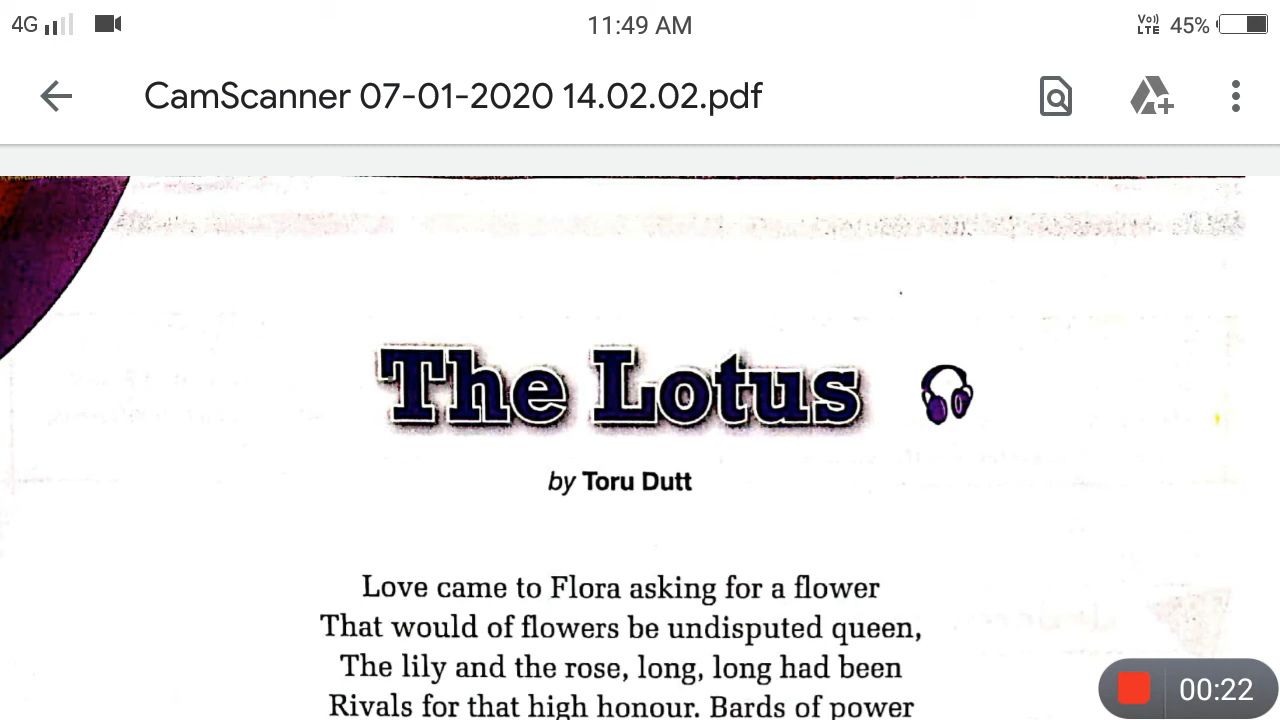 4G 11:49 AM Vo)) LTE 45%
CamScanner 07-01-2020 14.02.02.pdf
The Lotus
by Toru Dutt
Love came to Flora asking for a flower
That would of flowers be undisputed queen,
The lily and the rose, long, long had been
Rivals for that high honour. Bards of power
00:22